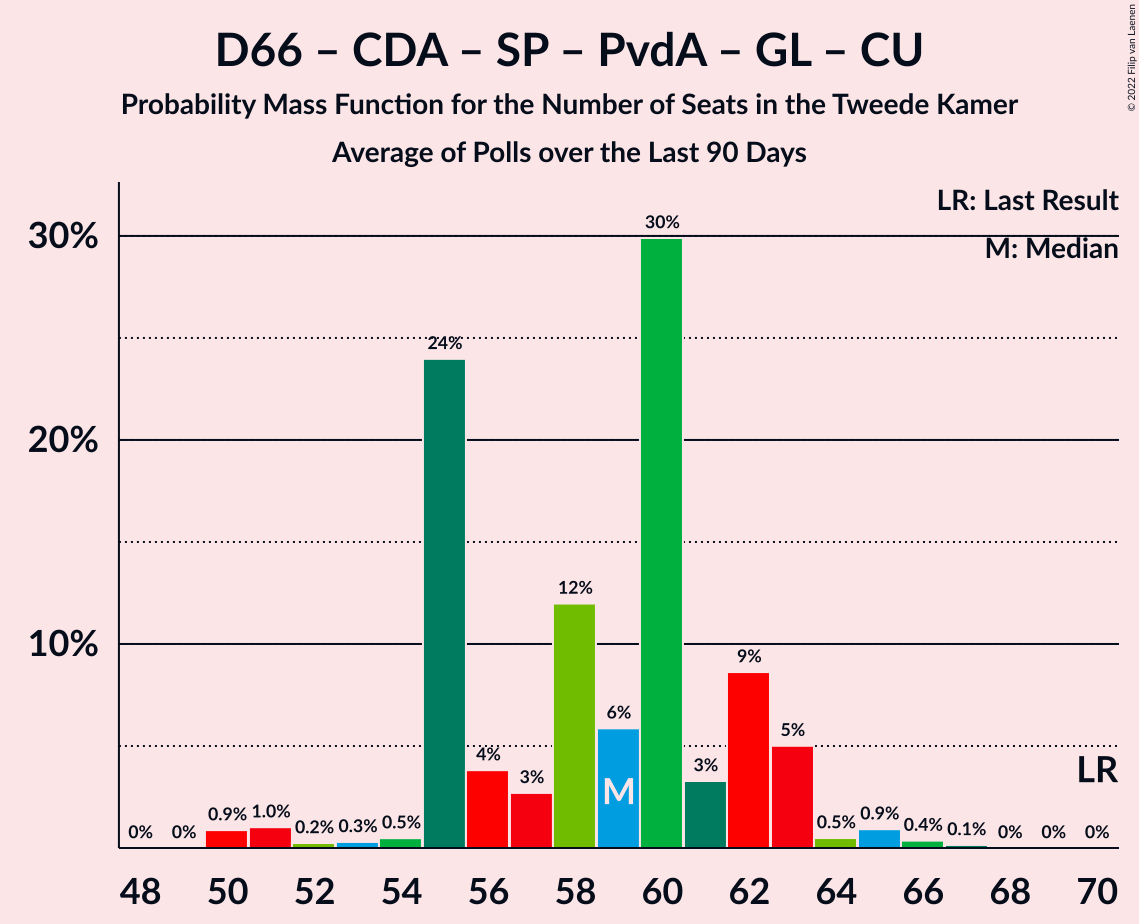 D66 – CDA – SP – PvdA – GL – CU
Probability Mass Function for the Number of Seats in the Tweede Kamer
Average of Polls over the Last 90 Days
© 2022 Filip van Laenen
LR: Last Result
M: Median
30%
20%
10%
0% 0% 0.9% 1.0% 0.2% 0.3% 0.5% 24% 4% 3% 12% 6% 30% 3% 9% 5% 0.5% 0.9% 0.4% 0.1% 0% 0% 0%
M
LR
48 50 52 54 56 58 60 62 64 66 68 70